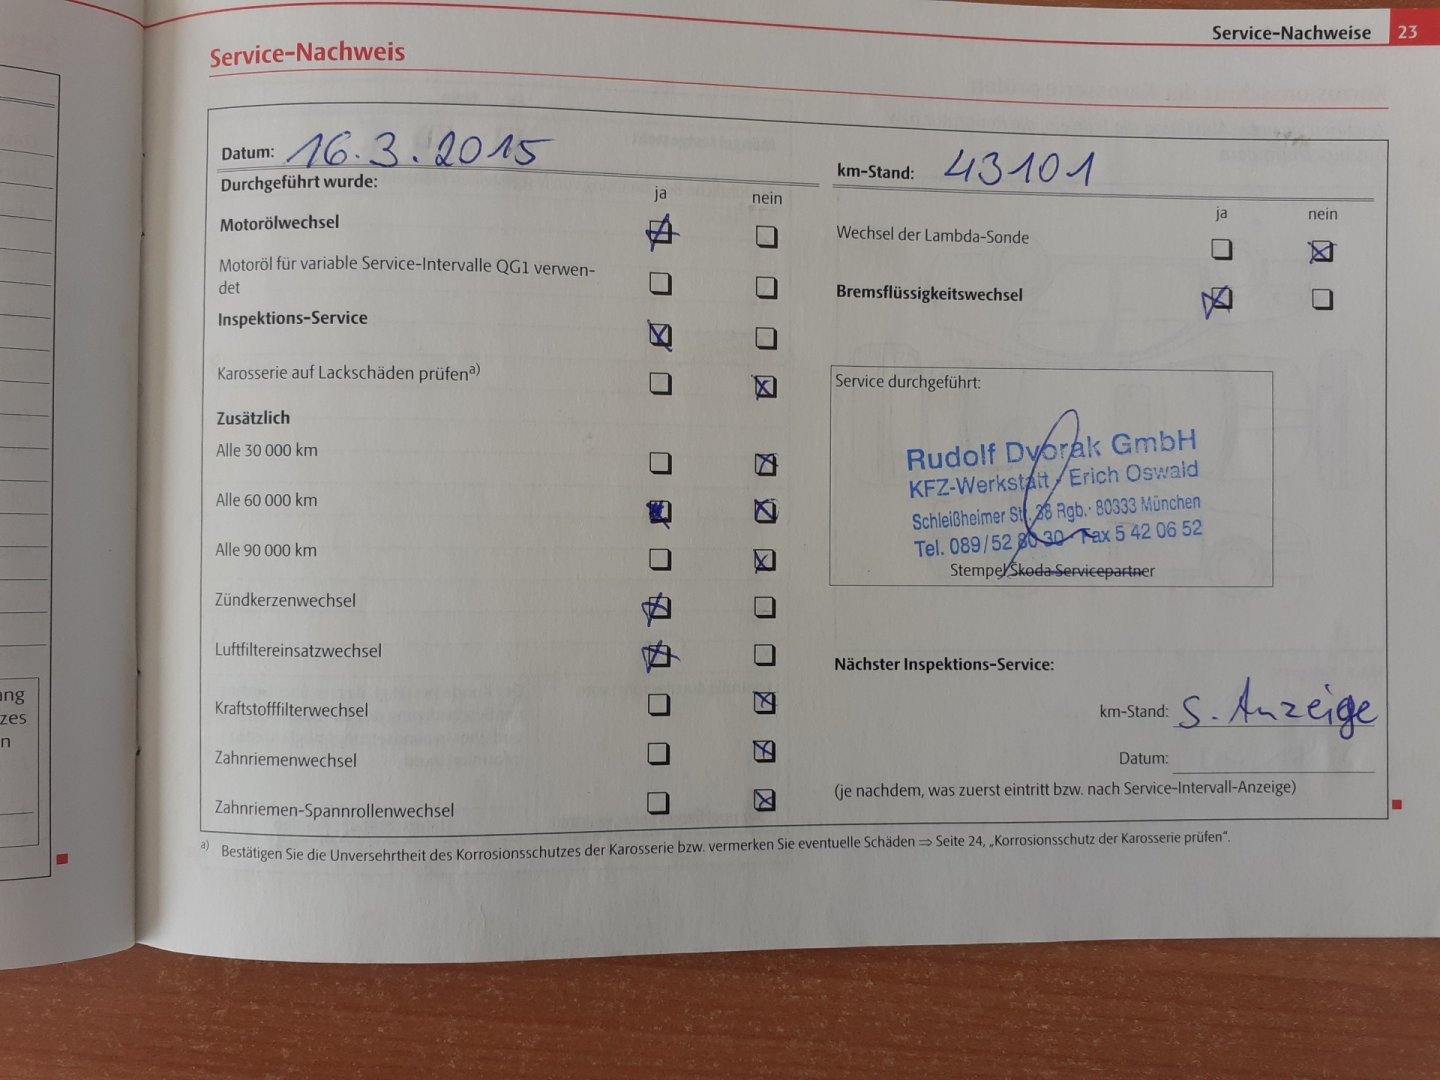 Service-Nachweise 23
Service-Nachweis
Datum: 16.3.2015
Durchgeführt wurde:
ja nein
Motorölwechsel
Motoröl für variable Service-Intervalle QG1 verwen-
det
Inspektions-Service
Karosserie auf Lackschäden prüfen a)
Zusätzlich
Alle 30 000 km
Alle 60 000 km
Alle 90 000 km
Zündkerzenwechsel
Luftfiltereinsatzwechsel
Kraftstofffilterwechsel
Zahnriemenwechsel
Zahnriemen-Spannrollenwechsel
km-Stand: 43101
ja nein
Wechsel der Lambda-Sonde
Bremsflüssigkeitswechsel
Service durchgeführt:
Rudolf Dvorak GmbH
KFZ-Werkstatt / Erich Oswald
Schleißheimer Str. 38 Rgb. · 80333 München
Tel. 089/52 80 30 Fax 5 42 06 52
Stempel Škoda Servicepartner
Nächster Inspektions-Service:
km-Stand: S. Anzeige
Datum:
(je nachdem, was zuerst eintritt bzw. nach Service-Intervall-Anzeige)
a) Bestätigen Sie die Unversehrtheit des Korrosionsschutzes der Karosserie bzw. vermerken Sie eventuelle Schäden ⇒ Seite 24, „Korrosionsschutz der Karosserie prüfen“.